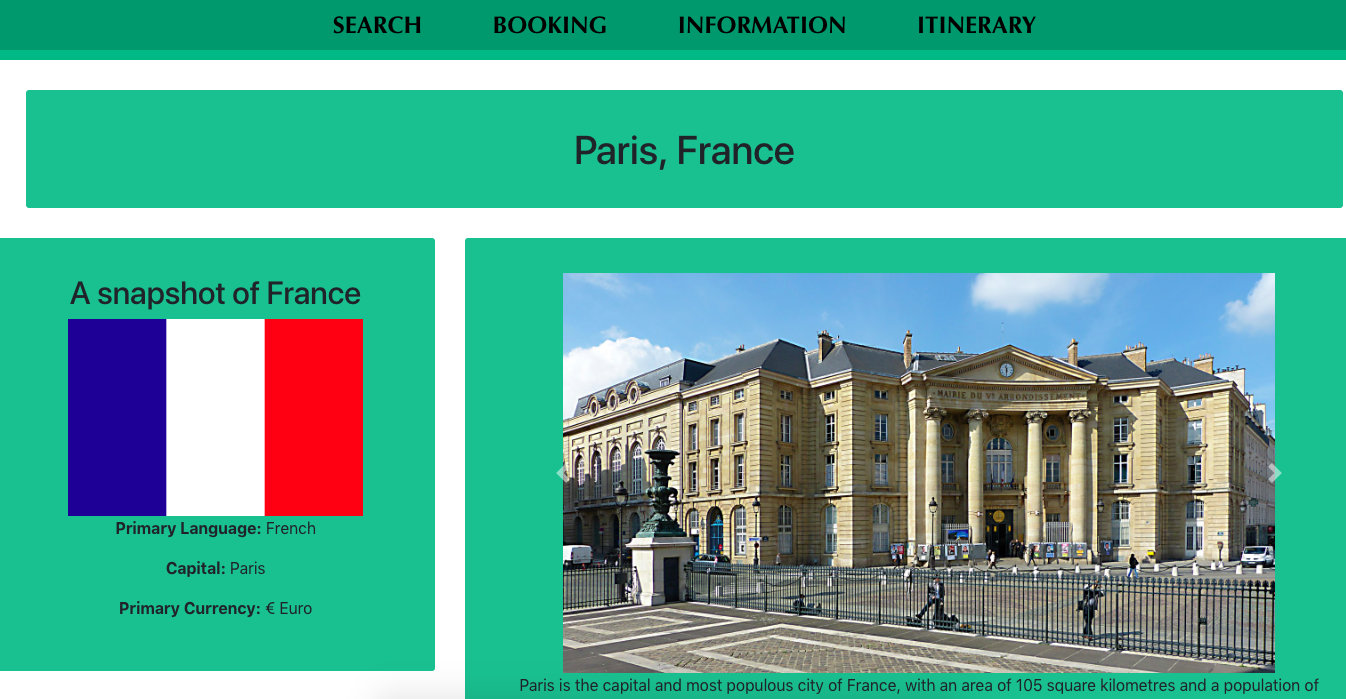 SEARCH BOOKING INFORMATION ITINERARY
Paris, France
A snapshot of France
Primary Language: French
Capital: Paris
Primary Currency: € Euro
MAIRIE DU Vᵉ ARRONDISSEMENT
Paris is the capital and most populous city of France, with an area of 105 square kilometres and a population of